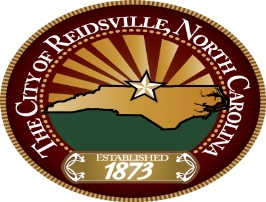 THE CITY OF REIDSVILLE, NORTH CAROLINA
ESTABLISHED
1873